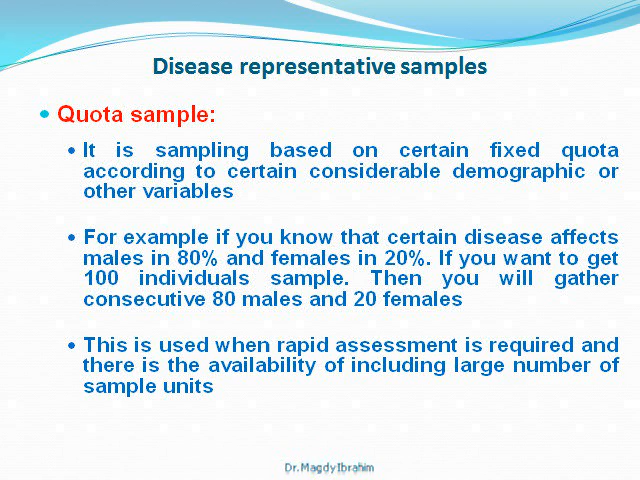 Disease representative samples
Quota sample:
It is sampling based on certain fixed quota
according to certain considerable demographic or
other variables
For example if you know that certain disease affects
males in 80% and females in 20%. If you want to get
100 individuals sample. Then you will gather
consecutive 80 males and 20 females
This is used when rapid assessment is required and
there is the availability of including large number of
sample units
Dr.Magdy Ibrahim